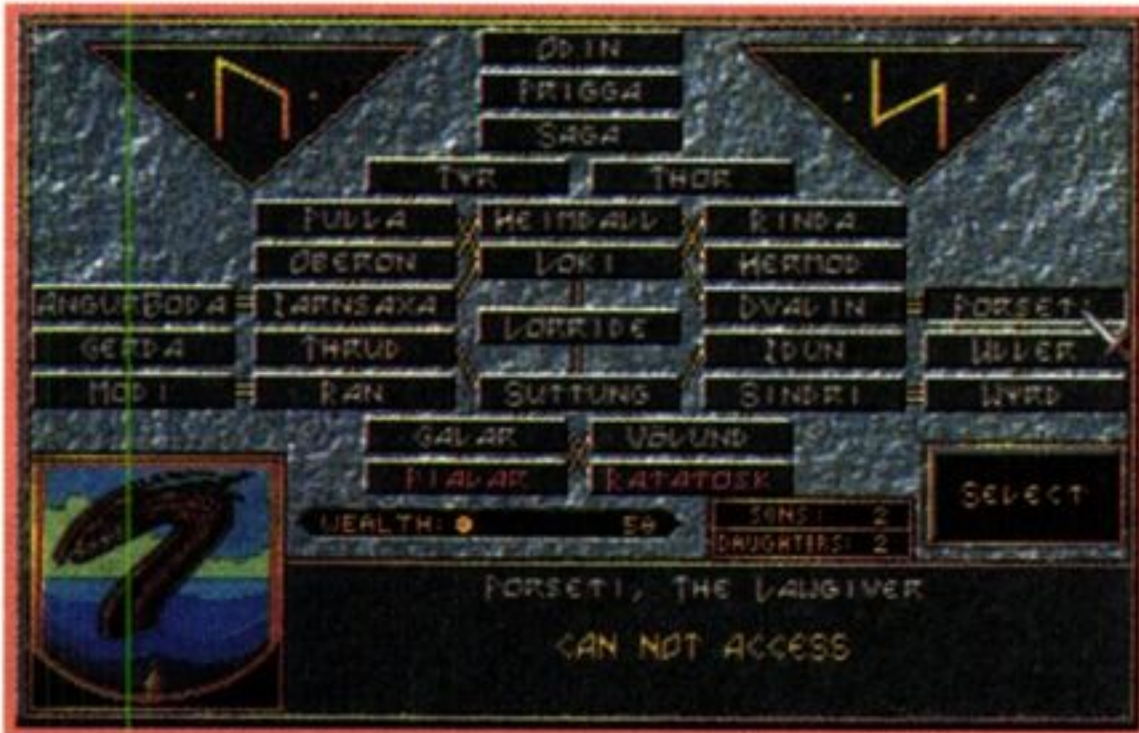 ODIN
FRIGGA
SAGA
TYR THOR
FULLA HEIMDALL RINDA
OBERON LOKI HERMOD
ANGURBODA IARNSAXA LORRIDE DVALIN FORSETI
GERDA THRUD IDUN ULLER
MODI RAN SUTTUNG SINDRI WYRD
GALAR VOLUND
FIALAR RATATOSK
SELECT
WEALTH: 50
SONS: 2
DAUGHTERS: 2
FORSETI, THE LAWGIVER
CAN NOT ACCESS